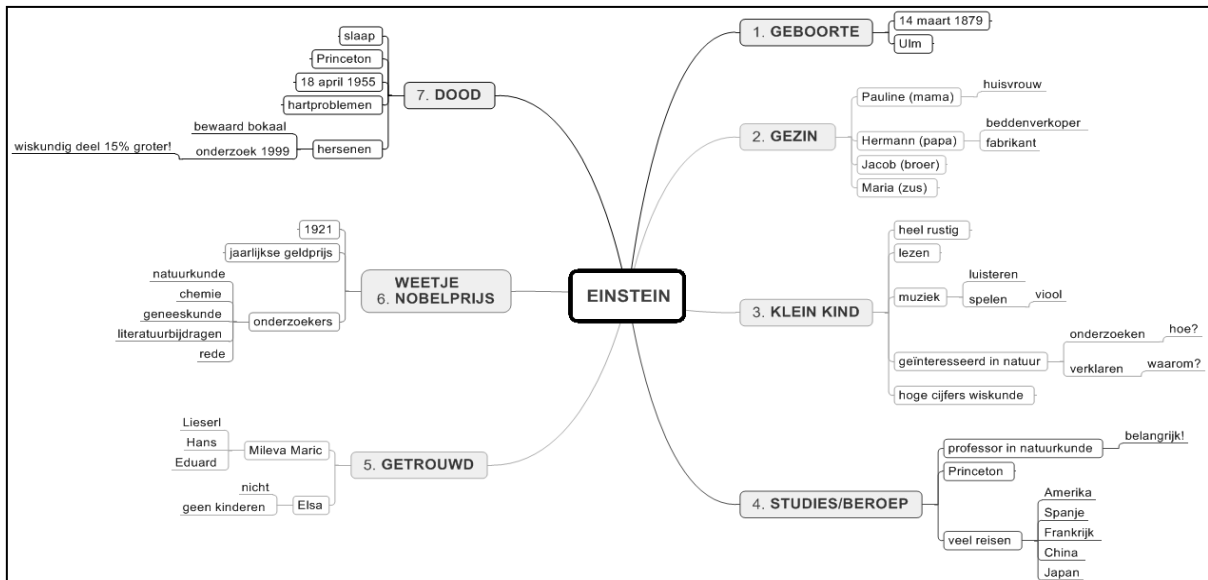 EINSTEIN
1. GEBOORTE
14 maart 1879
Ulm
2. GEZIN
Pauline (mama)
huisvrouw
Hermann (papa)
beddenverkoper
fabrikant
Jacob (broer)
Maria (zus)
3. KLEIN KIND
heel rustig
lezen
muziek
luisteren
spelen
viool
geïnteresseerd in natuur
onderzoeken
hoe?
verklaren
waarom?
hoge cijfers wiskunde
4. STUDIES/BEROEP
professor in natuurkunde
belangrijk!
Princeton
veel reisen
Amerika
Spanje
Frankrijk
China
Japan
5. GETROUWD
Mileva Maric
Lieserl
Hans
Eduard
Elsa
nicht
geen kinderen
WEETJE
6. NOBELPRIJS
1921
jaarlijkse geldprijs
onderzoekers
natuurkunde
chemie
geneeskunde
literatuurbijdragen
rede
7. DOOD
slaap
Princeton
18 april 1955
hartproblemen
hersenen
bewaard bokaal
onderzoek 1999
wiskundig deel 15% groter!